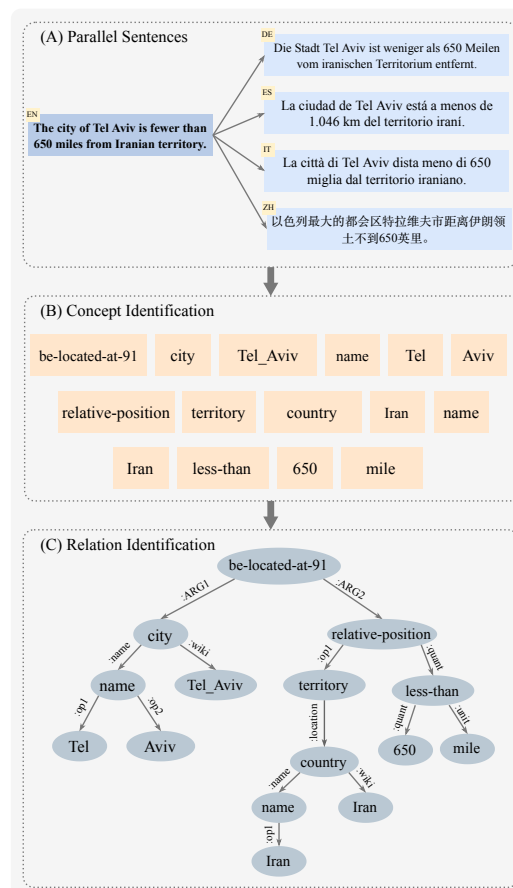 (A) Parallel Sentences
DE
Die Stadt Tel Aviv ist weniger als 650 Meilen
vom iranischen Territorium entfernt.
EN
The city of Tel Aviv is fewer than
650 miles from Iranian territory.
ES
La ciudad de Tel Aviv está a menos de
1.046 km del territorio iraní.
IT
La città di Tel Aviv dista meno di 650
miglia dal territorio iraniano.
ZH
以色列最大的都会区特拉维夫市距离伊朗领
土不到650英里。
(B) Concept Identification
be-located-at-91 city Tel_Aviv name Tel Aviv
relative-position territory country Iran name
Iran less-than 650 mile
(C) Relation Identification
be-located-at-91
:ARG1 :ARG2
city relative-position
:name :wiki :op1 :quant
name Tel_Aviv territory less-than
:op1 :op2 :location :quant :unit
Tel Aviv country 650 mile
:name :wiki
name Iran
:op1
Iran